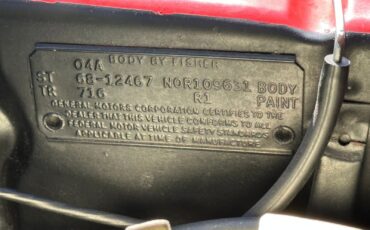 BODY BY FISHER
04A
ST 68-12467 NOR109631 BODY
TR 716 R1 PAINT
GENERAL MOTORS CORPORATION CERTIFIES TO THE
DEALER THAT THIS VEHICLE CONFORMS TO ALL
FEDERAL MOTOR VEHICLE SAFETY STANDARDS
APPLICABLE AT TIME OF MANUFACTURE